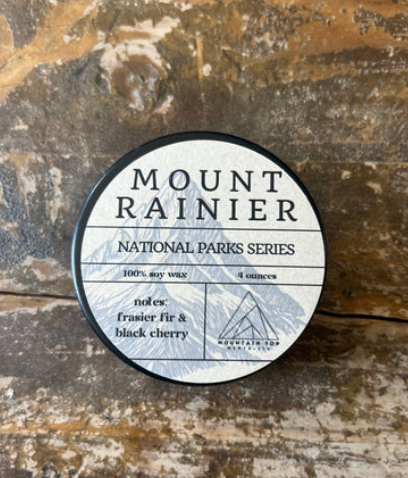 MOUNT
RAINIER
NATIONAL PARKS SERIES
100% soy wax 4 ounces
notes:
frasier fir &
black cherry
MOUNTAIN TOP